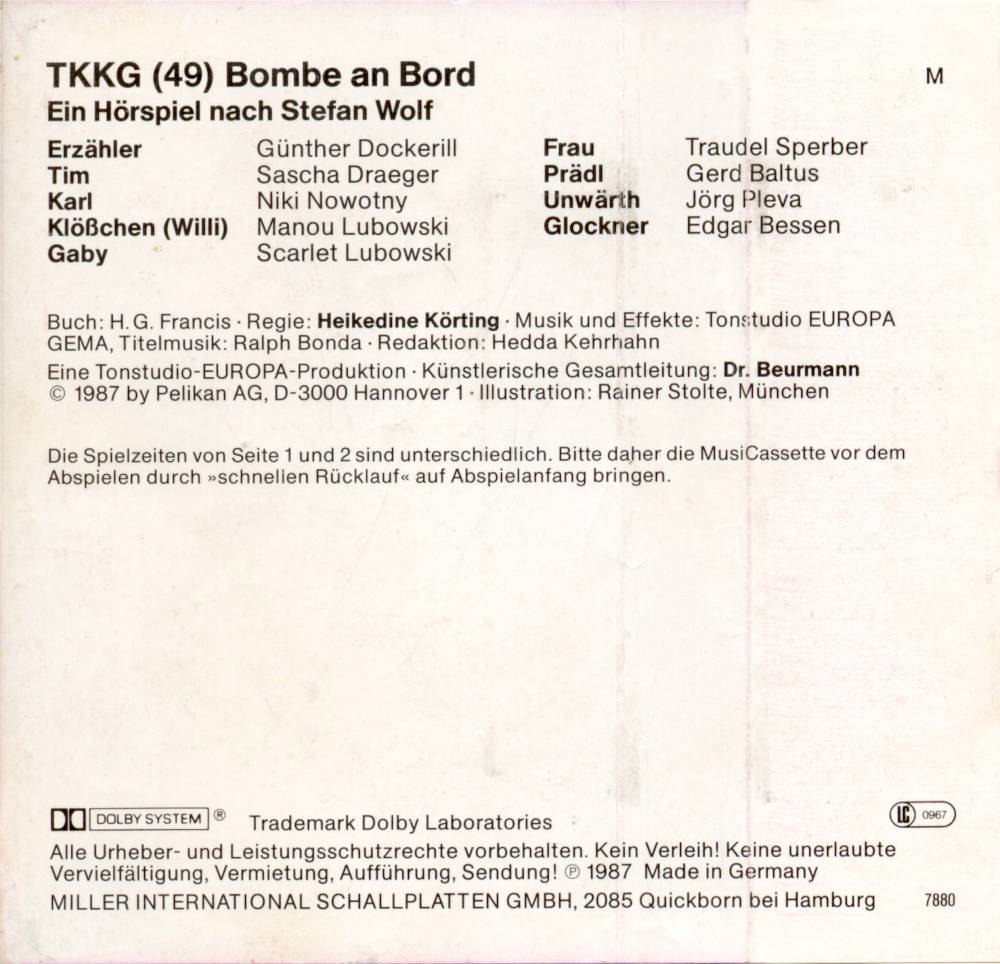 TKKG (49) Bombe an Bord
M
Ein Hörspiel nach Stefan Wolf
Erzähler Günther Dockerill Frau Traudel Sperber
Tim Sascha Draeger Prädl Gerd Baltus
Karl Niki Nowotny Unwärth Jörg Pleva
Klößchen (Willi) Manou Lubowski Glockner Edgar Bessen
Gaby Scarlet Lubowski
Buch: H. G. Francis · Regie: Heikedine Körting · Musik und Effekte: Tonstudio EUROPA
GEMA, Titelmusik: Ralph Bonda · Redaktion: Hedda Kehrhahn
Eine Tonstudio-EUROPA-Produktion · Künstlerische Gesamtleitung: Dr. Beurmann
© 1987 by Pelikan AG, D-3000 Hannover 1 · Illustration: Rainer Stolte, München
Die Spielzeiten von Seite 1 und 2 sind unterschiedlich. Bitte daher die MusiCassette vor dem
Abspielen durch »schnellen Rücklauf« auf Abspielanfang bringen.
DOLBY SYSTEM ® Trademark Dolby Laboratories
LC 0967
Alle Urheber- und Leistungsschutzrechte vorbehalten. Kein Verleih! Keine unerlaubte
Vervielfältigung, Vermietung, Aufführung, Sendung! ℗ 1987 Made in Germany
MILLER INTERNATIONAL SCHALLPLATTEN GMBH, 2085 Quickborn bei Hamburg 7880